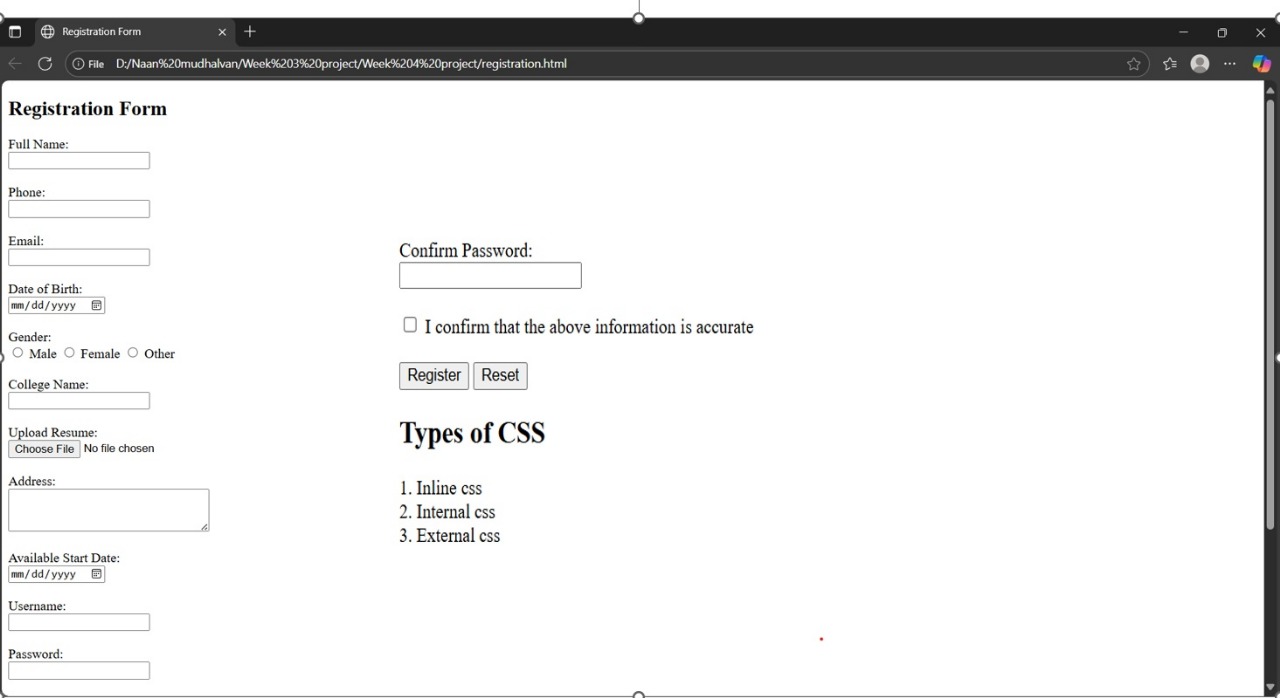 Registration Form
File D:/Naan%20mudhalvan/Week%203%20project/Week%204%20project/registration.html
Registration Form
Full Name:
Phone:
Email:
Date of Birth:
mm/dd/yyyy
Gender:
Male Female Other
College Name:
Upload Resume:
Choose File No file chosen
Address:
Available Start Date:
mm/dd/yyyy
Username:
Password:
Confirm Password:
I confirm that the above information is accurate
Register Reset
Types of CSS
1. Inline css
2. Internal css
3. External css